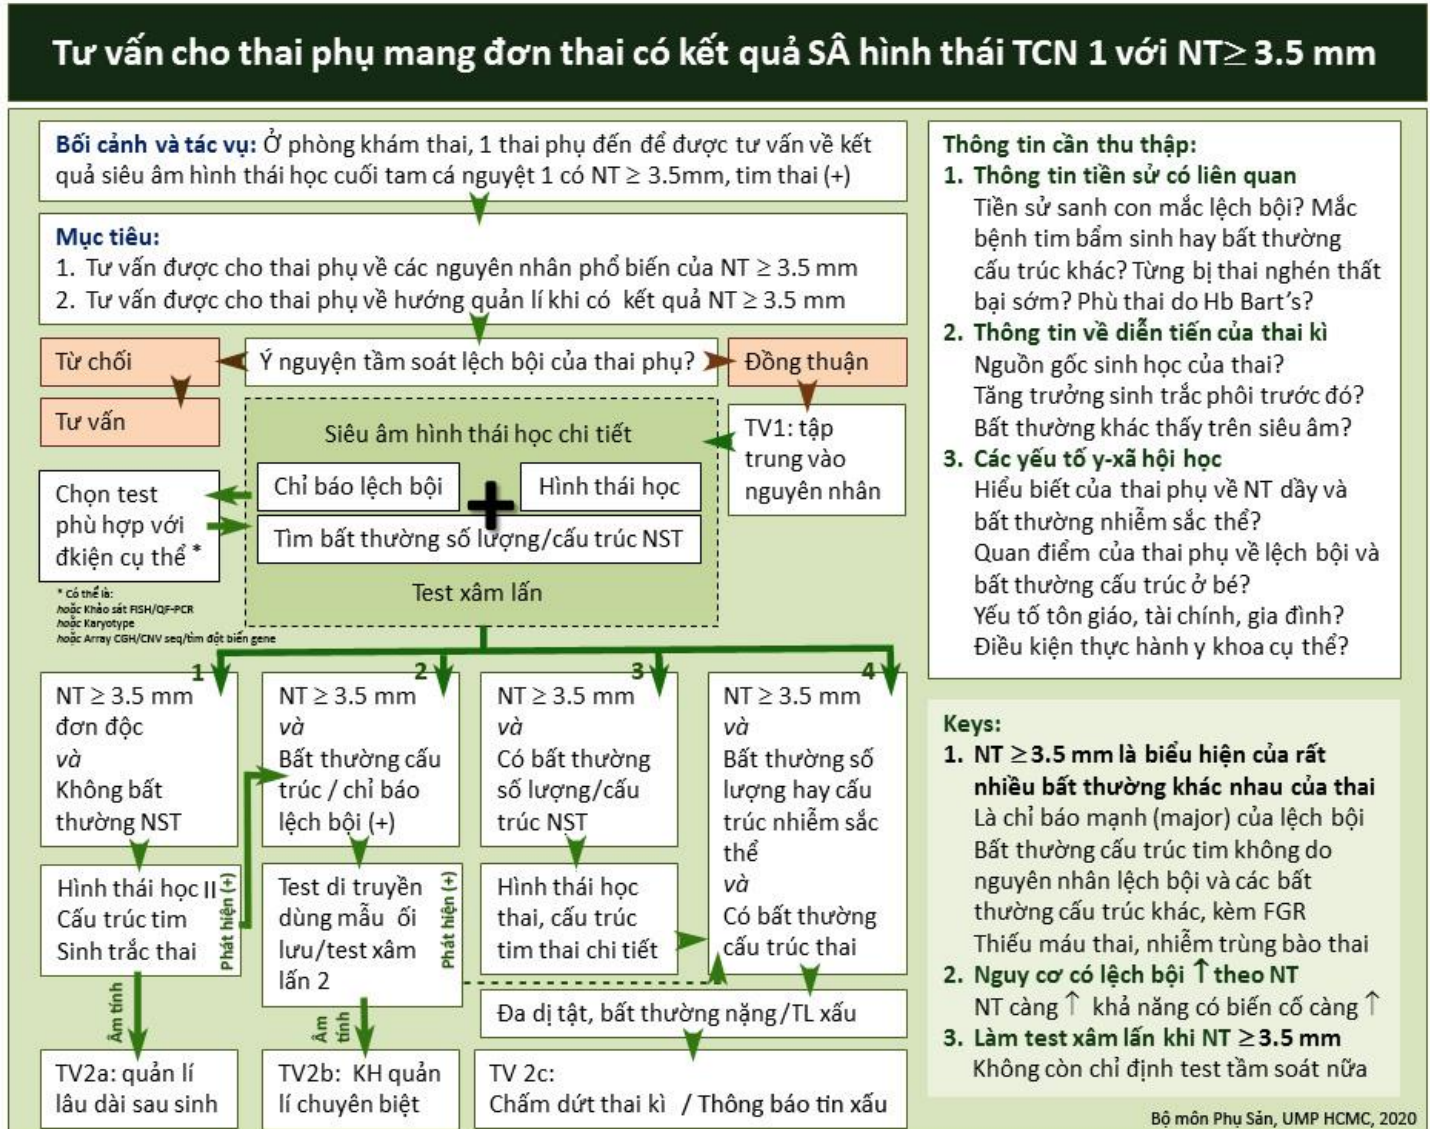 Tư vấn cho thai phụ mang đơn thai có kết quả SÂ hình thái TCN 1 với NT≥ 3.5 mm
Bối cảnh và tác vụ: Ở phòng khám thai, 1 thai phụ đến để được tư vấn về kết
quả siêu âm hình thái học cuối tam cá nguyệt 1 có NT ≥ 3.5mm, tim thai (+)
Mục tiêu:
1. Tư vấn được cho thai phụ về các nguyên nhân phổ biến của NT ≥ 3.5 mm
2. Tư vấn được cho thai phụ về hướng quản lí khi có kết quả NT ≥ 3.5 mm
Từ chối
Ý nguyện tầm soát lệch bội của thai phụ?
Đồng thuận
Tư vấn
Siêu âm hình thái học chi tiết
TV1: tập
trung vào
nguyên nhân
Chỉ báo lệch bội
+
Hình thái học
Tìm bất thường số lượng/cấu trúc NST
Test xâm lấn
Chọn test
phù hợp với
đkiện cụ thể *
* Có thể là:
hoặc Khảo sát FISH/QF-PCR
hoặc Karyotype
hoặc Array CGH/CNV seq/tìm đột biến gene
1
NT ≥ 3.5 mm
đơn độc
và
Không bất
thường NST
Hình thái học II
Cấu trúc tim
Sinh trắc thai
Phát hiện (+)
Âm tính
TV2a: quản lí
lâu dài sau sinh
2
NT ≥ 3.5 mm
và
Bất thường cấu
trúc / chỉ báo
lệch bội (+)
Test di truyền
dùng mẫu ối
lưu/test xâm
lấn 2
Phát hiện (+)
Âm
tính
TV2b: KH quản
lí chuyên biệt
3
NT ≥ 3.5 mm
và
Có bất thường
số lượng/cấu
trúc NST
Hình thái học
thai, cấu trúc
tim thai chi tiết
4
NT ≥ 3.5 mm
và
Bất thường số
lượng hay cấu
trúc nhiễm sắc
thể
và
Có bất thường
cấu trúc thai
Đa dị tật, bất thường nặng/TL xấu
TV 2c:
Chấm dứt thai kì / Thông báo tin xấu
Thông tin cần thu thập:
1. Thông tin tiền sử có liên quan
Tiền sử sanh con mắc lệch bội? Mắc
bệnh tim bẩm sinh hay bất thường
cấu trúc khác? Từng bị thai nghén thất
bại sớm? Phù thai do Hb Bart’s?
2. Thông tin về diễn tiến của thai kì
Nguồn gốc sinh học của thai?
Tăng trưởng sinh trắc phôi trước đó?
Bất thường khác thấy trên siêu âm?
3. Các yếu tố y-xã hội học
Hiểu biết của thai phụ về NT dầy và
bất thường nhiễm sắc thể?
Quan điểm của thai phụ về lệch bội và
bất thường cấu trúc ở bé?
Yếu tố tôn giáo, tài chính, gia đình?
Điều kiện thực hành y khoa cụ thể?
Keys:
1. NT ≥ 3.5 mm là biểu hiện của rất
nhiều bất thường khác nhau của thai
Là chỉ báo mạnh (major) của lệch bội
Bất thường cấu trúc tim không do
nguyên nhân lệch bội và các bất
thường cấu trúc khác, kèm FGR
Thiếu máu thai, nhiễm trùng bào thai
2. Nguy cơ có lệch bội ↑ theo NT
NT càng ↑ khả năng có biến cố càng ↑
3. Làm test xâm lấn khi NT ≥ 3.5 mm
Không còn chỉ định test tầm soát nữa
Bộ môn Phụ Sản, UMP HCMC, 2020